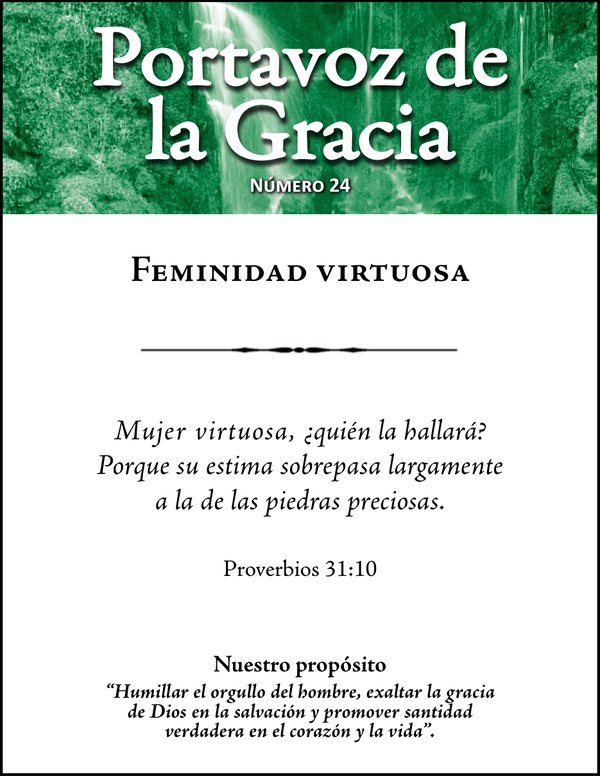 Portavoz de
la Gracia
NÚMERO 24
FEMINIDAD VIRTUOSA
Mujer virtuosa, ¿quién la hallará?
Porque su estima sobrepasa largamente
a la de las piedras preciosas.
Proverbios 31:10
Nuestro propósito
“Humillar el orgullo del hombre, exaltar la gracia
de Dios en la salvación y promover santidad
verdadera en el corazón y la vida”.